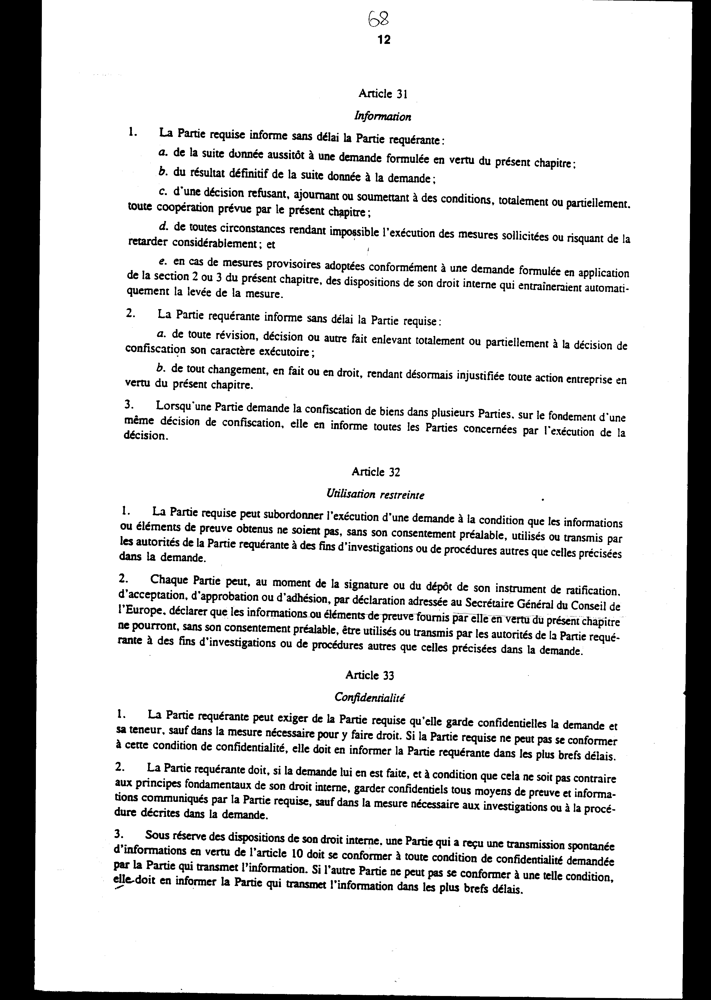 68
12
Article 31
Information
1. La Partie requise informe sans délai la Partie requérante :
a. de la suite donnée aussitôt à une demande formulée en vertu du présent chapitre ;
b. du résultat définitif de la suite donnée à la demande ;
c. d'une décision refusant, ajournant ou soumettant à des conditions, totalement ou partiellement,
toute coopération prévue par le présent chapitre ;
d. de toutes circonstances rendant impossible l'exécution des mesures sollicitées ou risquant de la
retarder considérablement ; et
e. en cas de mesures provisoires adoptées conformément à une demande formulée en application
de la section 2 ou 3 du présent chapitre, des dispositions de son droit interne qui entraîneraient automati-
quement la levée de la mesure.
2. La Partie requérante informe sans délai la Partie requise :
a. de toute révision, décision ou autre fait enlevant totalement ou partiellement à la décision de
confiscation son caractère exécutoire ;
b. de tout changement, en fait ou en droit, rendant désormais injustifiée toute action entreprise en
vertu du présent chapitre.
3. Lorsqu'une Partie demande la confiscation de biens dans plusieurs Parties, sur le fondement d'une
même décision de confiscation, elle en informe toutes les Parties concernées par l'exécution de la
décision.
Article 32
Utilisation restreinte
1. La Partie requise peut subordonner l'exécution d'une demande à la condition que les informations
ou éléments de preuve obtenus ne soient pas, sans son consentement préalable, utilisés ou transmis par
les autorités de la Partie requérante à des fins d'investigations ou de procédures autres que celles précisées
dans la demande.
2. Chaque Partie peut, au moment de la signature ou du dépôt de son instrument de ratification,
d'acceptation, d'approbation ou d'adhésion, par déclaration adressée au Secrétaire Général du Conseil de
l'Europe, déclarer que les informations ou éléments de preuve fournis par elle en vertu du présent chapitre
ne pourront, sans son consentement préalable, être utilisés ou transmis par les autorités de la Partie requé-
rante à des fins d'investigations ou de procédures autres que celles précisées dans la demande.
Article 33
Confidentialité
1. La Partie requérante peut exiger de la Partie requise qu'elle garde confidentielles la demande et
sa teneur, sauf dans la mesure nécessaire pour y faire droit. Si la Partie requise ne peut pas se conformer
à cette condition de confidentialité, elle doit en informer la Partie requérante dans les plus brefs délais.
2. La Partie requérante doit, si la demande lui en est faite, et à condition que cela ne soit pas contraire
aux principes fondamentaux de son droit interne, garder confidentiels tous moyens de preuve et informa-
tions communiqués par la Partie requise, sauf dans la mesure nécessaire aux investigations ou à la procé-
dure décrites dans la demande.
3. Sous réserve des dispositions de son droit interne, une Partie qui a reçu une transmission spontanée
d'informations en vertu de l'article 10 doit se conformer à toute condition de confidentialité demandée
par la Partie qui transmet l'information. Si l'autre Partie ne peut pas se conformer à une telle condition,
elle doit en informer la Partie qui transmet l'information dans les plus brefs délais.